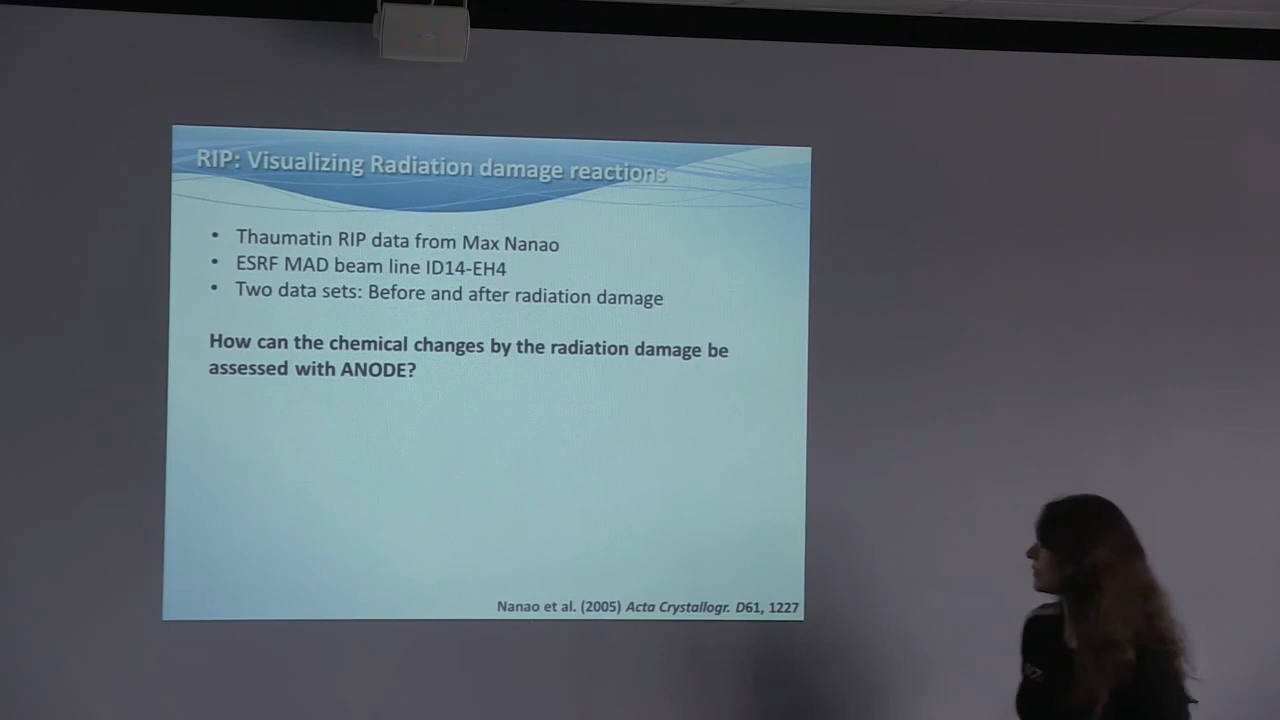 RIP: Visualizing Radiation damage reactions
• Thaumatin RIP data from Max Nanao
• ESRF MAD beam line ID14-EH4
• Two data sets: Before and after radiation damage
How can the chemical changes by the radiation damage be
assessed with ANODE?
Nanao et al. (2005) Acta Crystallogr. D61, 1227